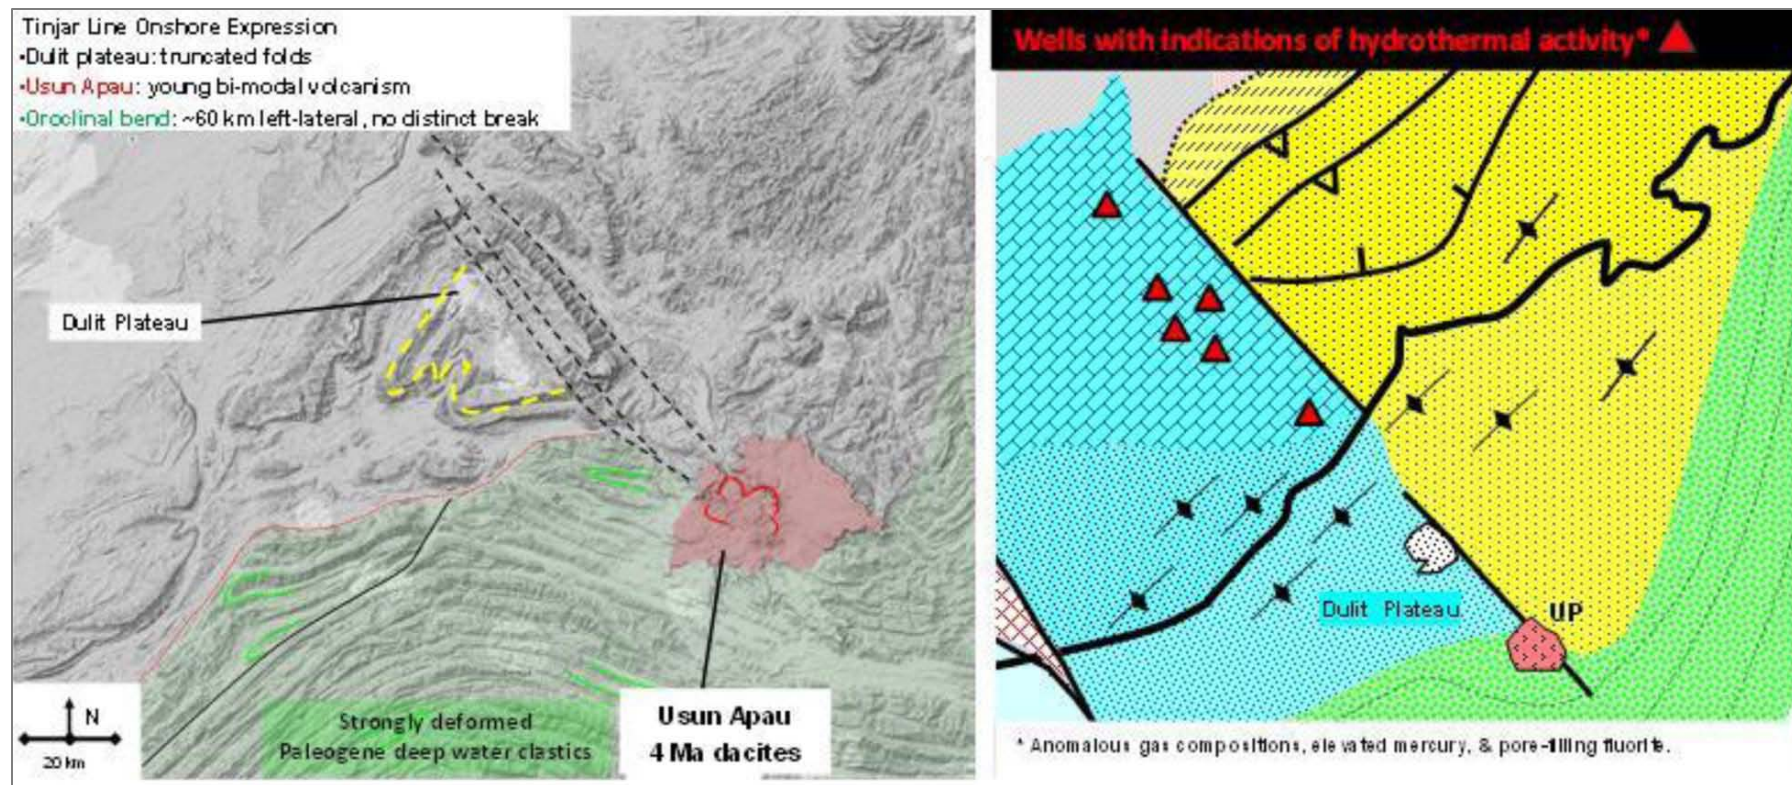 Tinjar Line Onshore Expression
•Dulit plateau: truncated folds
•Usun Apau: young bi-modal volcanism
•Oroclinal bend: ~60 km left-lateral, no distinct break
Dulit Plateau
N
20 km
Strongly deformed
Paleogene deep water clastics
Usun Apau
4 Ma dacites
Wells with indications of hydrothermal activity*
Dulit Plateau
UP
* Anomalous gas compositions, elevated mercury, & pore-filling fluorite.